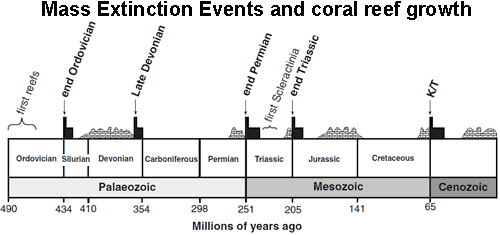 Mass Extinction Events and coral reef growth
first reefs
end Ordovician
Late Devonian
end Permian
first Scleractinia
end Triassic
K/T
Ordovician Silurian Devonian Carboniferous Permian Triassic Jurassic Cretaceous
Palaeozoic Mesozoic Cenozoic
490 434 410 354 298 251 205 141 65
Millions of years ago